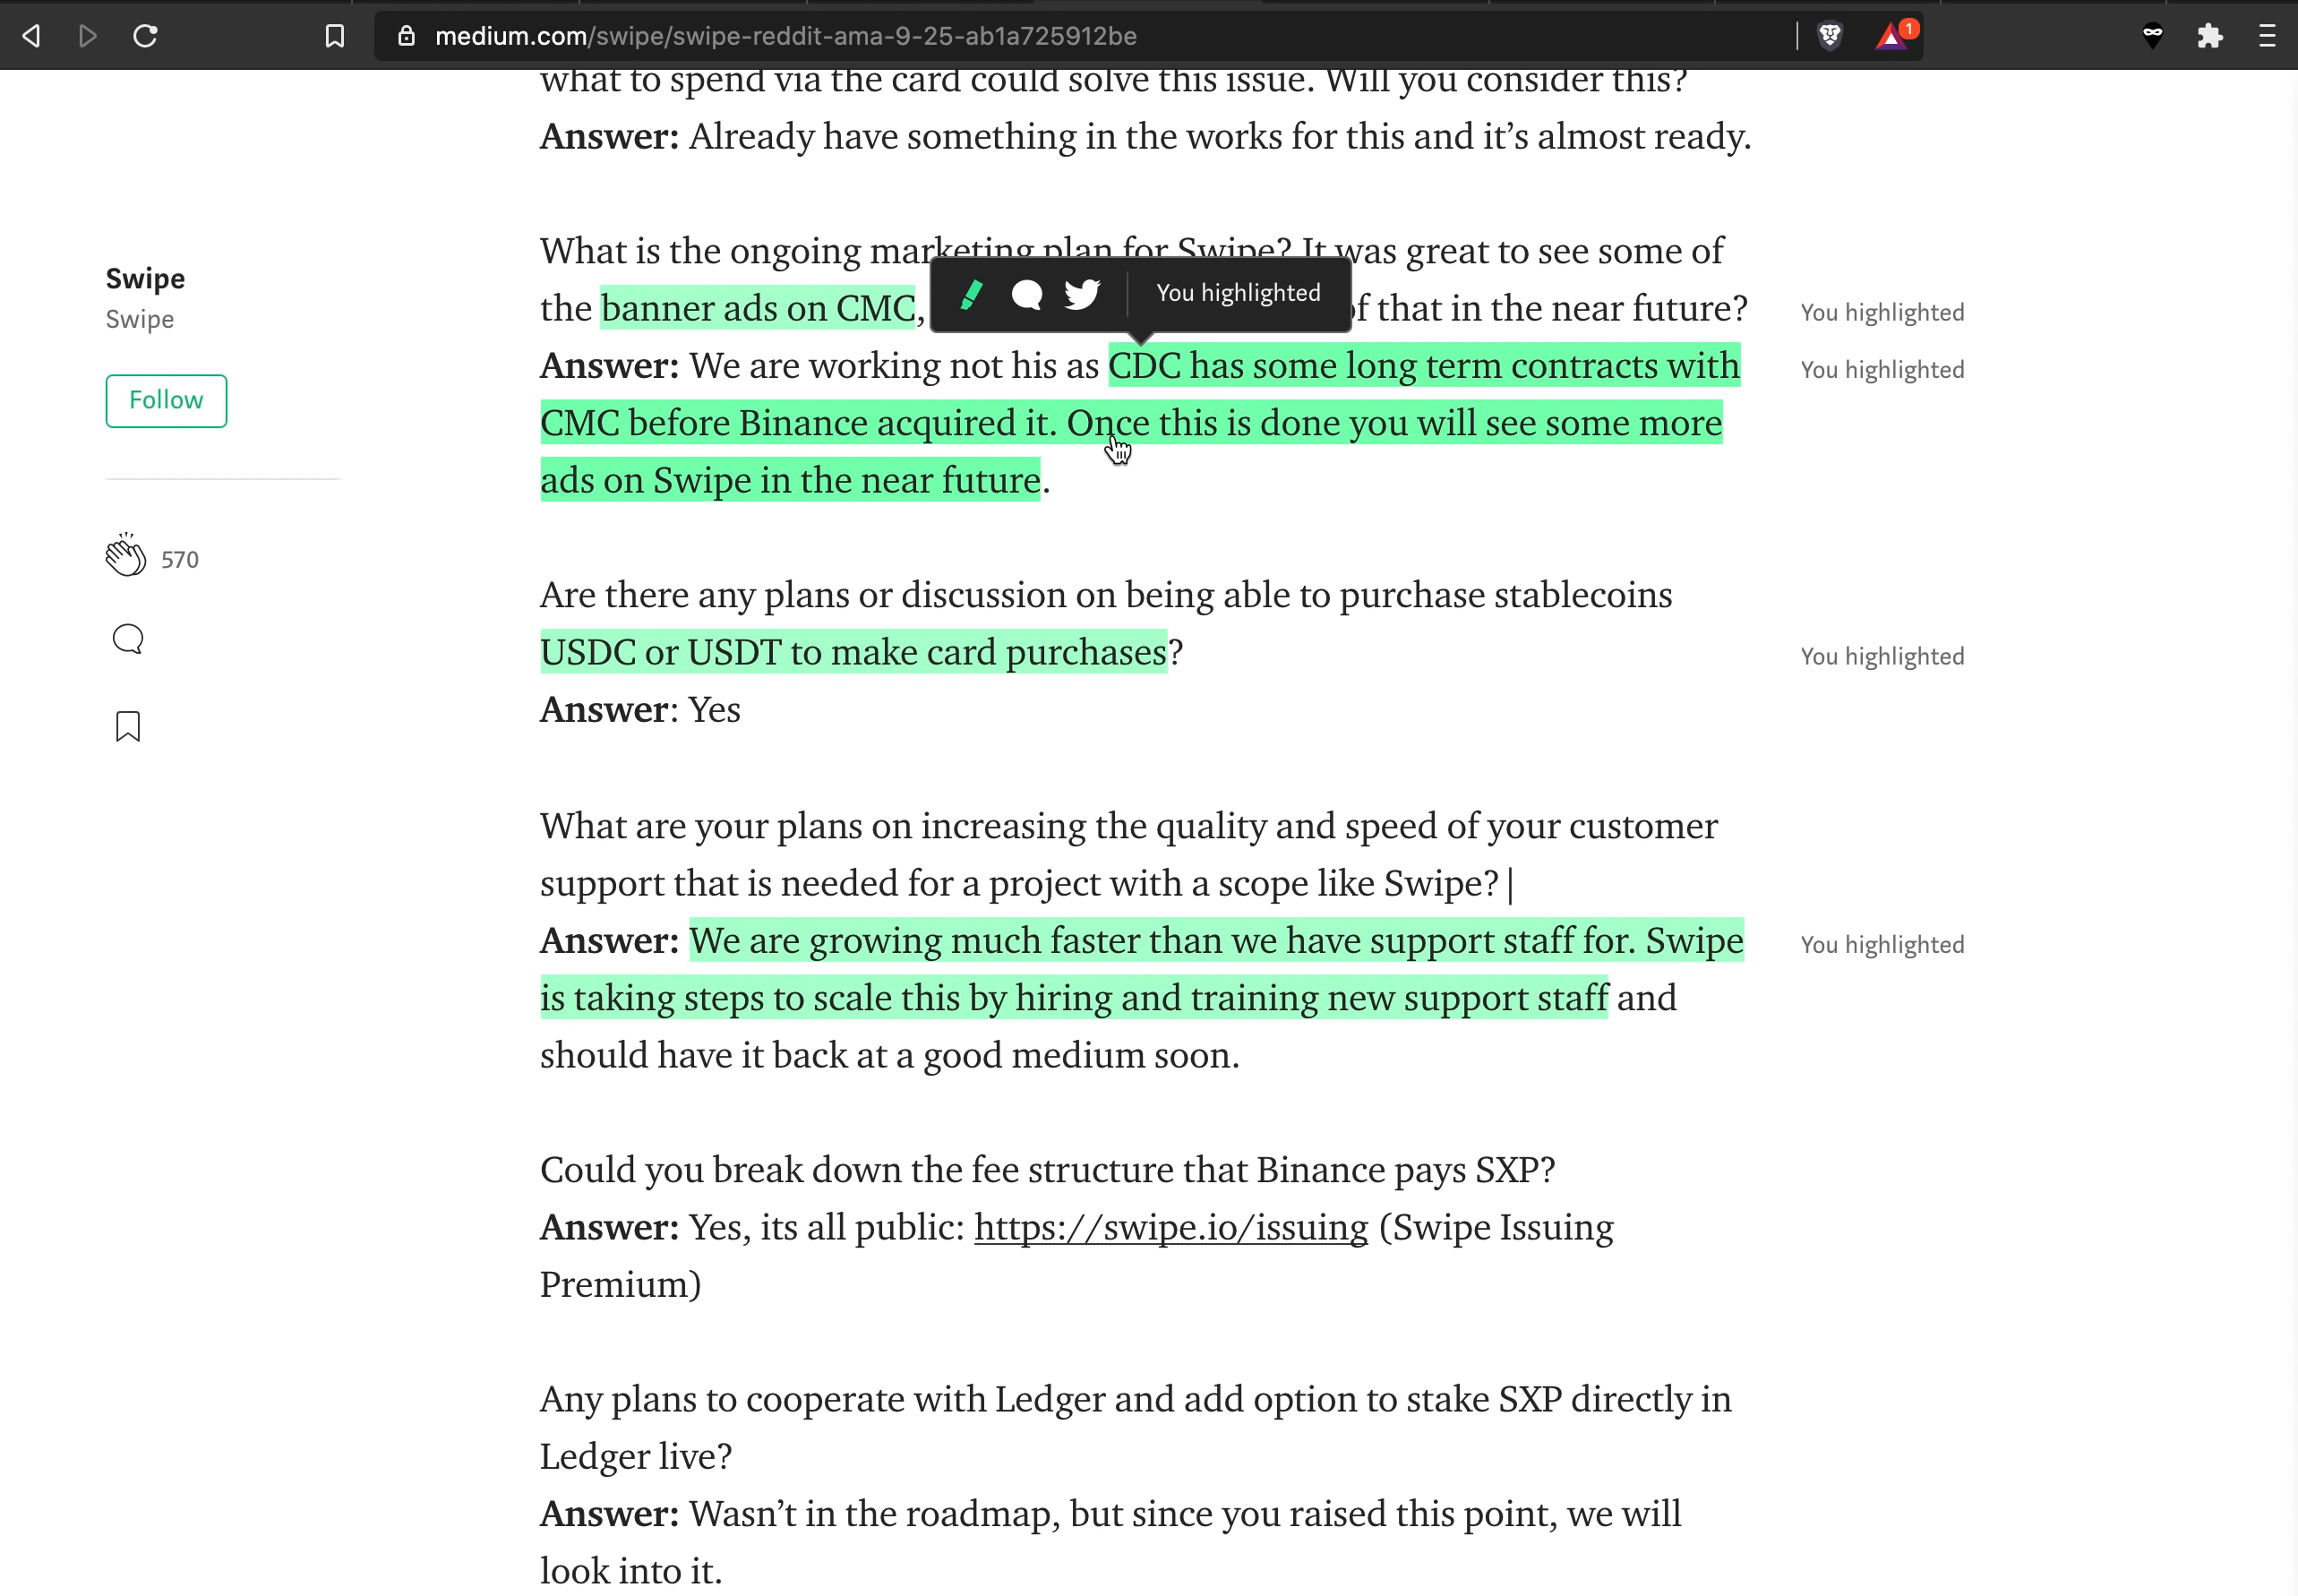 medium.com/swipe/swipe-reddit-ama-9-25-ab1a725912be
1
what to spend via the card could solve this issue. Will you consider this?
Answer: Already have something in the works for this and it’s almost ready.
What is the ongoing marketing plan for Swipe? It was great to see some of
the banner ads on CMC, f that in the near future?
You highlighted
You highlighted
Answer: We are working not his as CDC has some long term contracts with
You highlighted
CMC before Binance acquired it. Once this is done you will see some more
ads on Swipe in the near future.
Swipe
Swipe
Follow
570
Are there any plans or discussion on being able to purchase stablecoins
USDC or USDT to make card purchases?
You highlighted
Answer: Yes
What are your plans on increasing the quality and speed of your customer
support that is needed for a project with a scope like Swipe? |
Answer: We are growing much faster than we have support staff for. Swipe
You highlighted
is taking steps to scale this by hiring and training new support staff and
should have it back at a good medium soon.
Could you break down the fee structure that Binance pays SXP?
Answer: Yes, its all public: https://swipe.io/issuing (Swipe Issuing
Premium)
Any plans to cooperate with Ledger and add option to stake SXP directly in
Ledger live?
Answer: Wasn’t in the roadmap, but since you raised this point, we will
look into it.